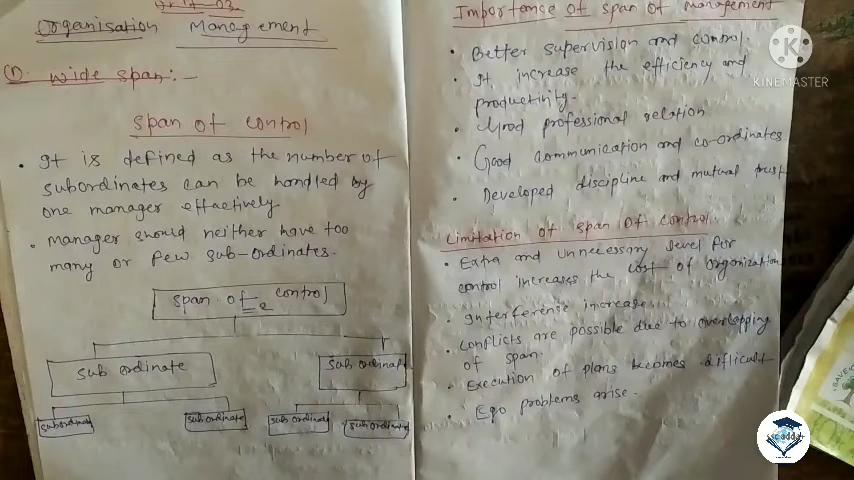 Unit-03
Organisation Management
① wide span:-
Span of control
• It is defined as the number of
subordinates can be handled by
one manager effectively.
• manager should neither have too
many or few sub-ordinates.
Span of control
Sub ordinate
Sub ordinate
Subordinate
Subordinate
Sub ordinate
Subordinate
Importense of span of management
• Better supervision and control.
• It increase the efficiency and
productivity.
• Good professional relation
• Good communication and co-ordinates
• Developed discipline and mutual trust
Limitation of span of control
• Extra and unnecessary level for
control increases the cost of organization
• Interference increase
• Conflicts are possible due to overlapping
of span.
• Execution of plans becomes difficult
• Ego problems arise.
KINEMASTER